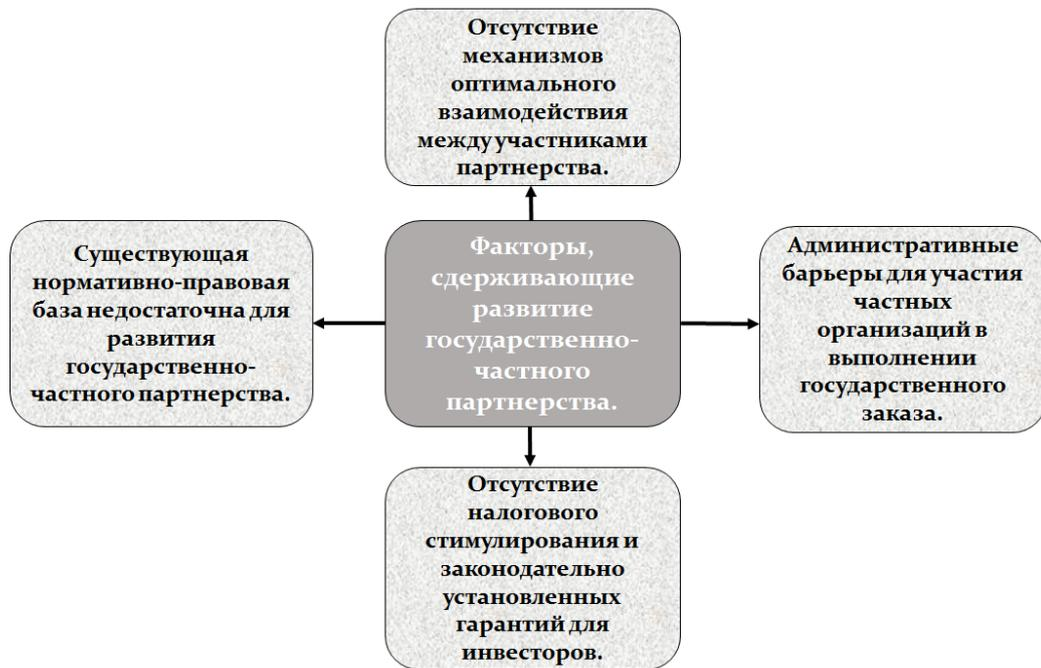 Отсутствие
механизмов
оптимального
взаимодействия
между участниками
партнерства.
Существующая
нормативно-правовая
база недостаточна для
развития
государственно-
частного партнерства.
Факторы,
сдерживающие
развитие
государственно-
частного
партнерства.
Административные
барьеры для участия
частных
организаций в
выполнении
государственного
заказа.
Отсутствие
налогового
стимулирования и
законодательно
установленных
гарантий для
инвесторов.